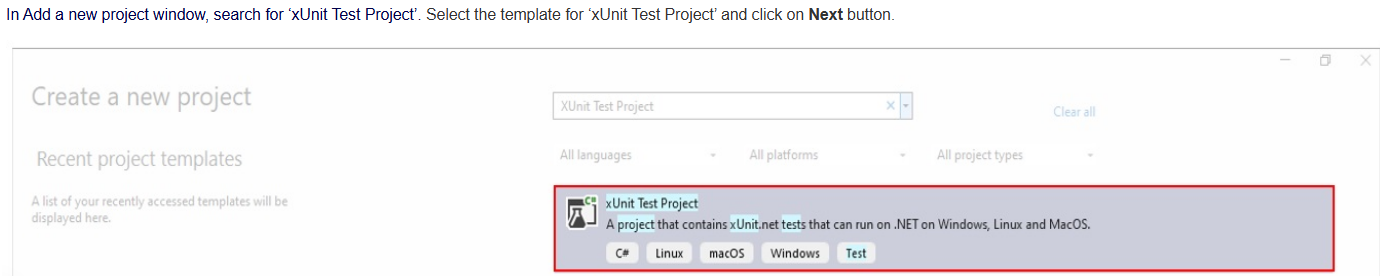 In Add a new project window, search for ‘xUnit Test Project’. Select the template for ‘xUnit Test Project’ and click on Next button.
Create a new project
XUnit Test Project
Clear all
Recent project templates
All languages
All platforms
All project types
A list of your recently accessed templates will be
displayed here.
C#
xUnit Test Project
A project that contains xUnit.net tests that can run on .NET on Windows, Linux and MacOS.
C# Linux macOS Windows Test